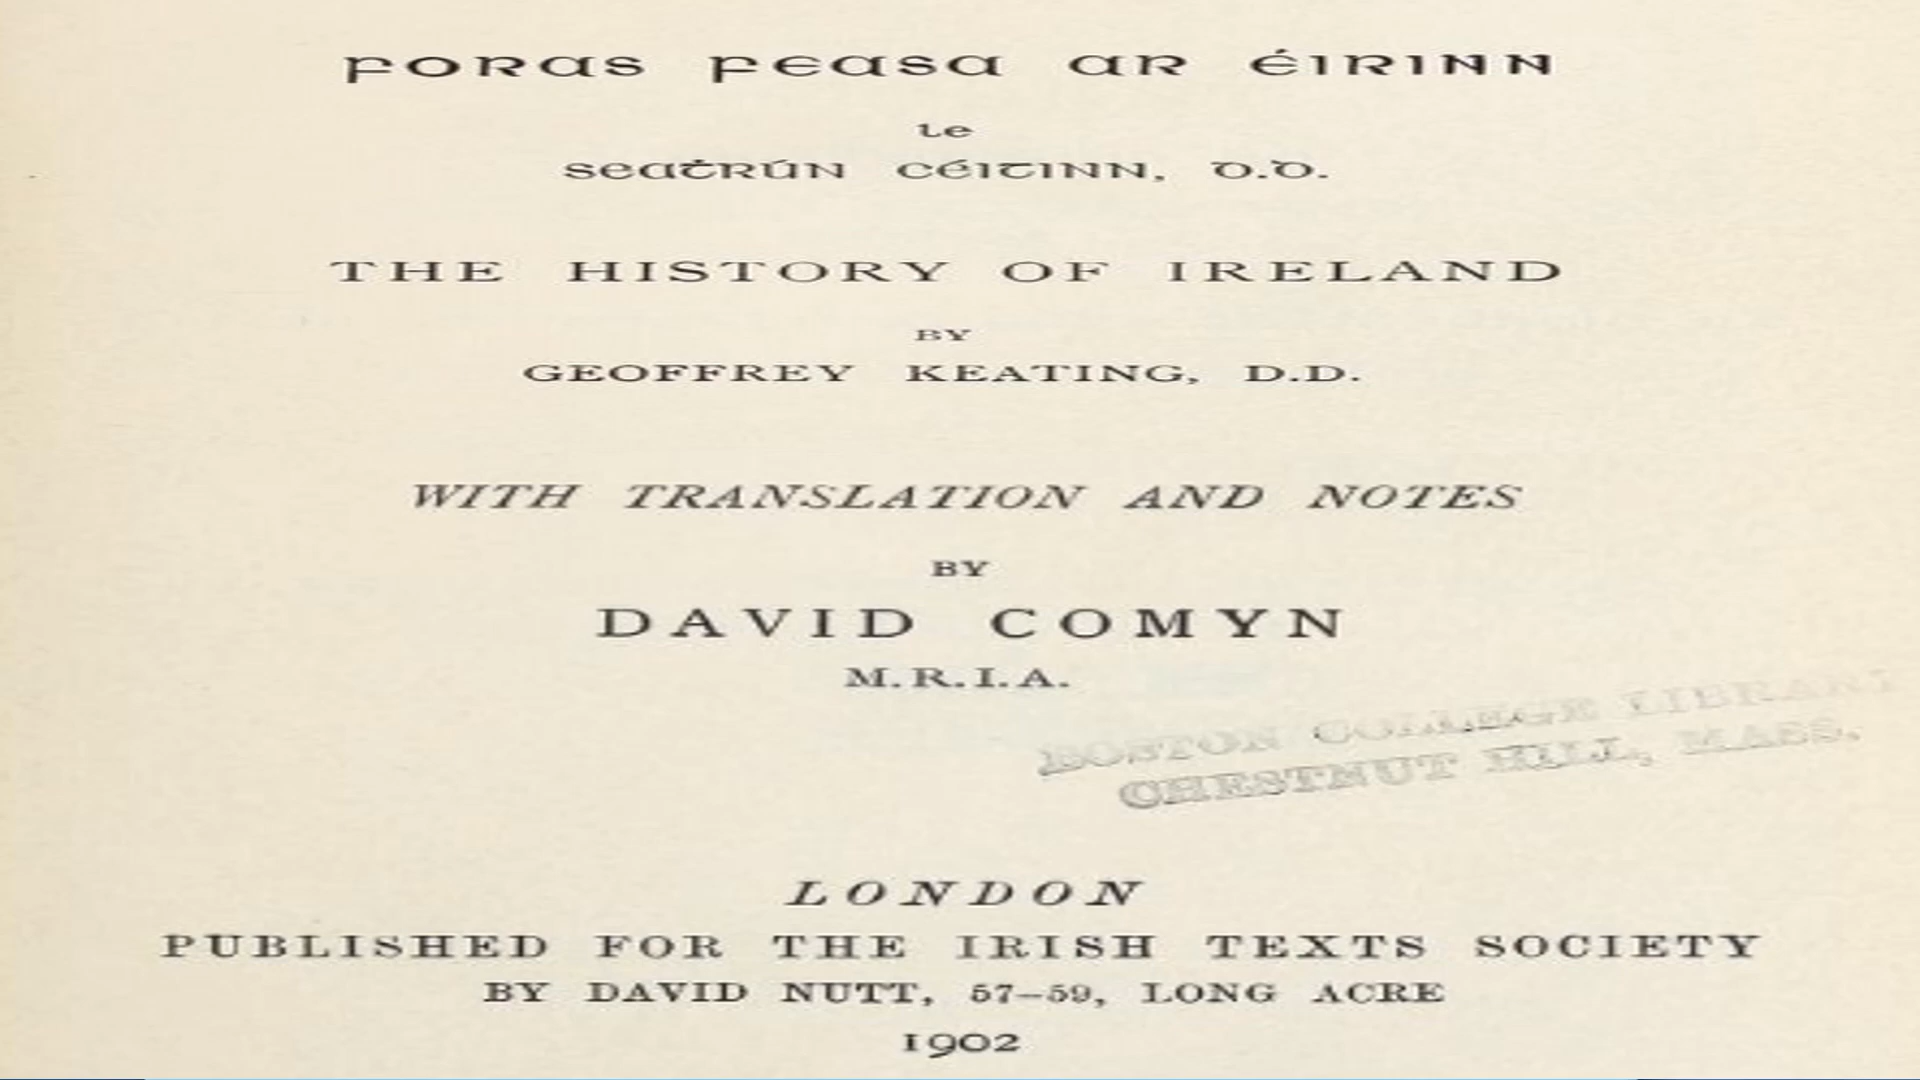 FORAS FEASA AR ÉIRINN
le
SEAṪRÚN CÉITINN, D.D.
THE HISTORY OF IRELAND
BY
GEOFFREY KEATING, D.D.
WITH TRANSLATION AND NOTES
BY
DAVID COMYN
M.R.I.A.
BOSTON COLLEGE LIBRARY
CHESTNUT HILL, MASS.
LONDON
PUBLISHED FOR THE IRISH TEXTS SOCIETY
BY DAVID NUTT, 57–59, LONG ACRE
1902